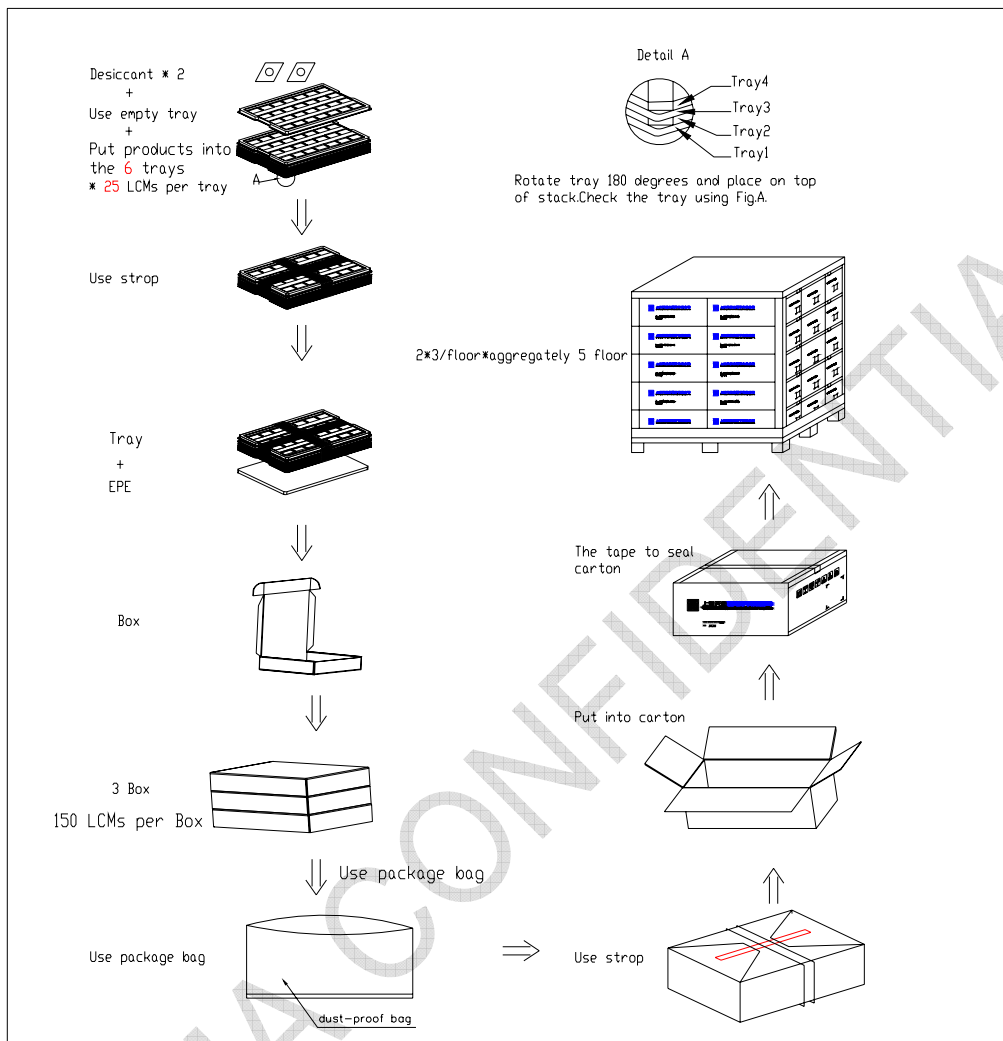 Desiccant * 2
+
Use empty tray
+
Put products into
the 6 trays
* 25 LCMs per tray
A
Use strop
Tray
+
EPE
Box
3 Box
150 LCMs per Box
Use package bag
Use package bag
dust-proof bag
Use strop
Put into carton
The tape to seal
carton
2*3/floor*aggregately 5 floor
Detail A
Tray4
Tray3
Tray2
Tray1
Rotate tray 180 degrees and place on top
of stack.Check the tray using Fig.A.
CONFIDENTIA